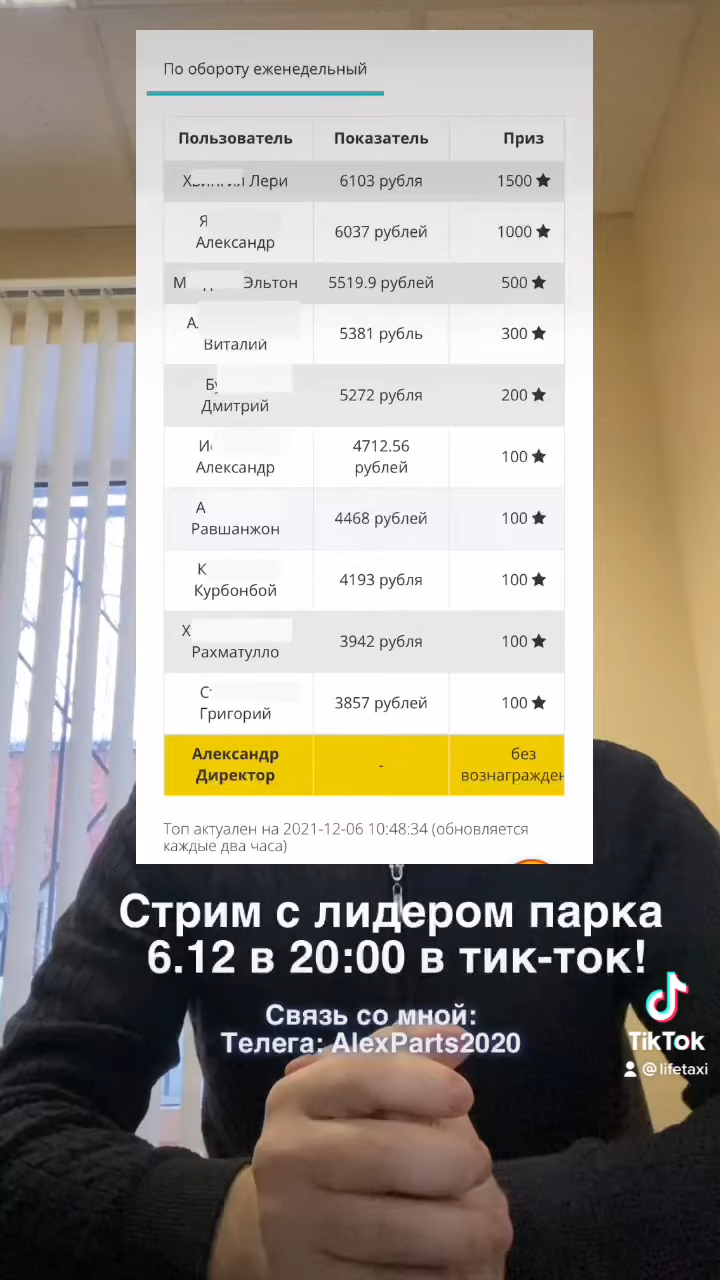 По обороту еженедельный
Пользователь Показатель Приз
Лери 6103 рубля 1500 ★
Я
Александр 6037 рублей 1000 ★
М Эльтон 5519.9 рублей 500 ★
А
Виталий 5381 рубль 300 ★
Бу
Дмитрий 5272 рубля 200 ★
И
Александр 4712.56 рублей 100 ★
А
Равшанжон 4468 рублей 100 ★
К
Курбонбой 4193 рубля 100 ★
Х
Рахматулло 3942 рубля 100 ★
С
Григорий 3857 рублей 100 ★
Александр
Директор - без
вознагражден
Топ актуален на 2021-12-06 10:48:34 (обновляется
каждые два часа)
Стрим с лидером парка
6.12 в 20:00 в тик-ток!
Связь со мной:
Телега: AlexParts2020
TikTok
@lifetaxi